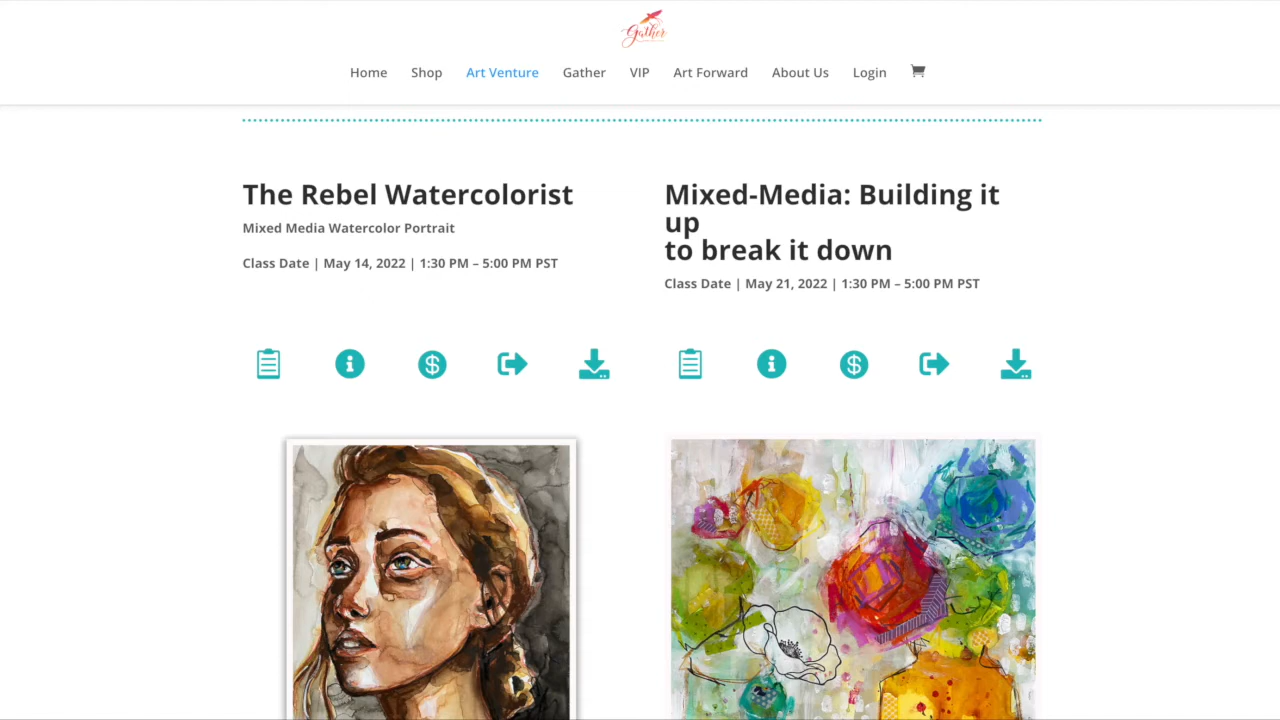 Gather
Home Shop Art Venture Gather VIP Art Forward About Us Login
The Rebel Watercolorist
Mixed Media Watercolor Portrait
Class Date | May 14, 2022 | 1:30 PM – 5:00 PM PST
Mixed-Media: Building it
up
to break it down
Class Date | May 21, 2022 | 1:30 PM – 5:00 PM PST